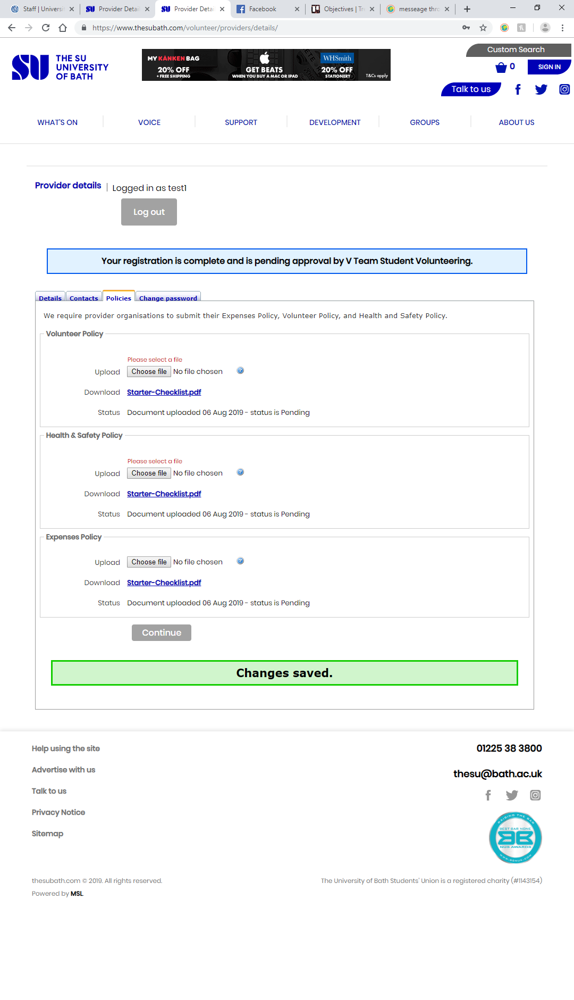 Staff | Universi
Provider Detail
Provider Detai
Facebook
Objectives | Tr
messeage thro
https://www.thesubath.com/volunteer/providers/details/
THE SU
UNIVERSITY
OF BATH
MY KÅNKEN BAG
20% OFF
+ FREE SHIPPING
GET BEATS
WHEN YOU BUY A MAC OR IPAD
WHSmith
20% OFF
STATIONERY
T&Cs apply
Custom Search
0
SIGN IN
Talk to us
WHAT'S ON
VOICE
SUPPORT
DEVELOPMENT
GROUPS
ABOUT US
Provider details
Logged in as test1
Log out
Your registration is complete and is pending approval by V Team Student Volunteering.
Details
Contacts
Policies
Change password
We require provider organisations to submit their Expenses Policy, Volunteer Policy, and Health and Safety Policy.
Volunteer Policy
Please select a file
Upload Choose file No file chosen
Download Starter-Checklist.pdf
Status Document uploaded 06 Aug 2019 - status is Pending
Health & Safety Policy
Please select a file
Upload Choose file No file chosen
Download Starter-Checklist.pdf
Status Document uploaded 06 Aug 2019 - status is Pending
Expenses Policy
Upload Choose file No file chosen
Download Starter-Checklist.pdf
Status Document uploaded 06 Aug 2019 - status is Pending
Continue
Changes saved.
Help using the site
Advertise with us
Talk to us
Privacy Notice
Sitemap
01225 38 3800
thesu@bath.ac.uk
RAISING THE BAR
BEST BAR NONE
NUS AWARDS
thesubath.com © 2019. All rights reserved.
Powered by MSL
The University of Bath Students' Union is a registered charity (#1143154)